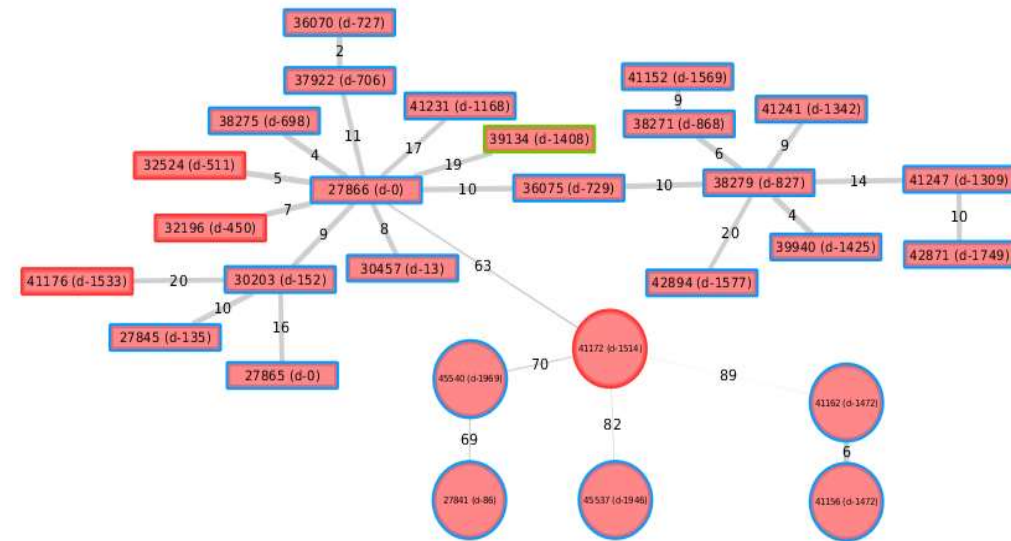 36070 (d-727)
2
37922 (d-706)
41152 (d-1569)
9
41231 (d-1168)
41241 (d-1342)
38275 (d-698)
38271 (d-868)
11
17
39134 (d-1408)
9
4
6
32524 (d-511)
19
5
27866 (d-0)
10
36075 (d-729)
10
38279 (d-827)
14
41247 (d-1309)
7
32196 (d-450)
9
8
20
4
10
39940 (d-1425)
42871 (d-1749)
30457 (d-13)
63
41176 (d-1533)
20
30203 (d-152)
42894 (d-1577)
10
16
27845 (d-135)
41172 (d-1514)
70
27865 (d-0)
45540 (d-1969)
89
41162 (d-1472)
82
69
6
27841 (d-86)
45537 (d-1946)
41156 (d-1472)